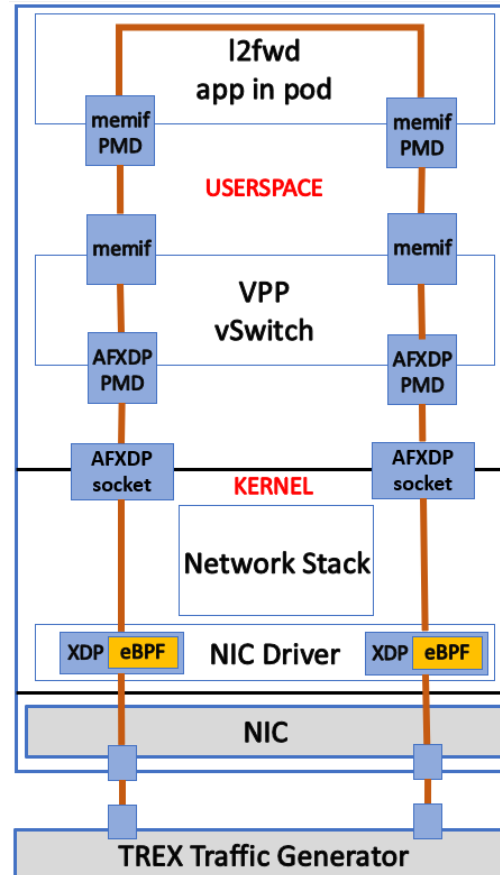 l2fwd
app in pod
memif
PMD
memif
PMD
USERSPACE
memif
memif
VPP
vSwitch
AFXDP
PMD
AFXDP
PMD
AFXDP
socket
AFXDP
socket
KERNEL
Network Stack
XDP eBPF
NIC Driver
XDP eBPF
NIC
TREX Traffic Generator